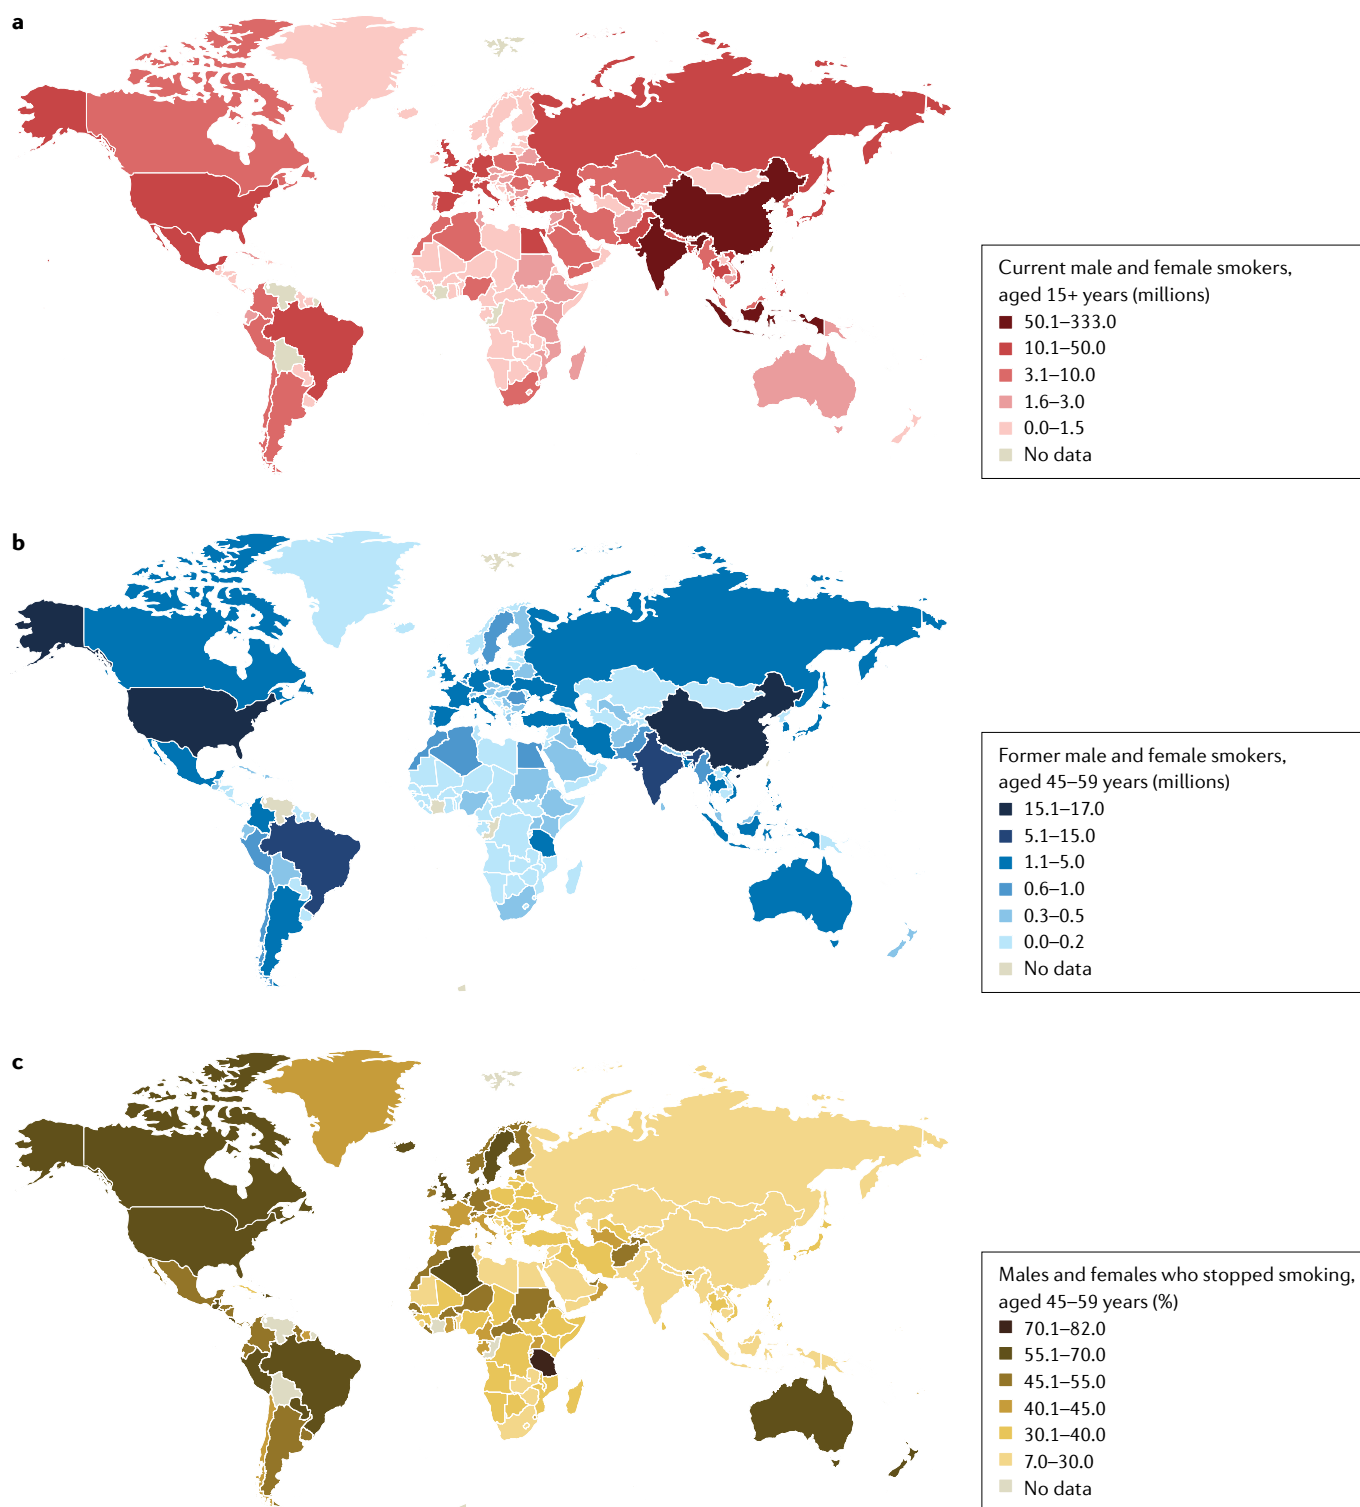 a
Current male and female smokers,
aged 15+ years (millions)
50.1–333.0
10.1–50.0
3.1–10.0
1.6–3.0
0.0–1.5
No data
b
Former male and female smokers,
aged 45–59 years (millions)
15.1–17.0
5.1–15.0
1.1–5.0
0.6–1.0
0.3–0.5
0.0–0.2
No data
c
Males and females who stopped smoking,
aged 45–59 years (%)
70.1–82.0
55.1–70.0
45.1–55.0
40.1–45.0
30.1–40.0
7.0–30.0
No data